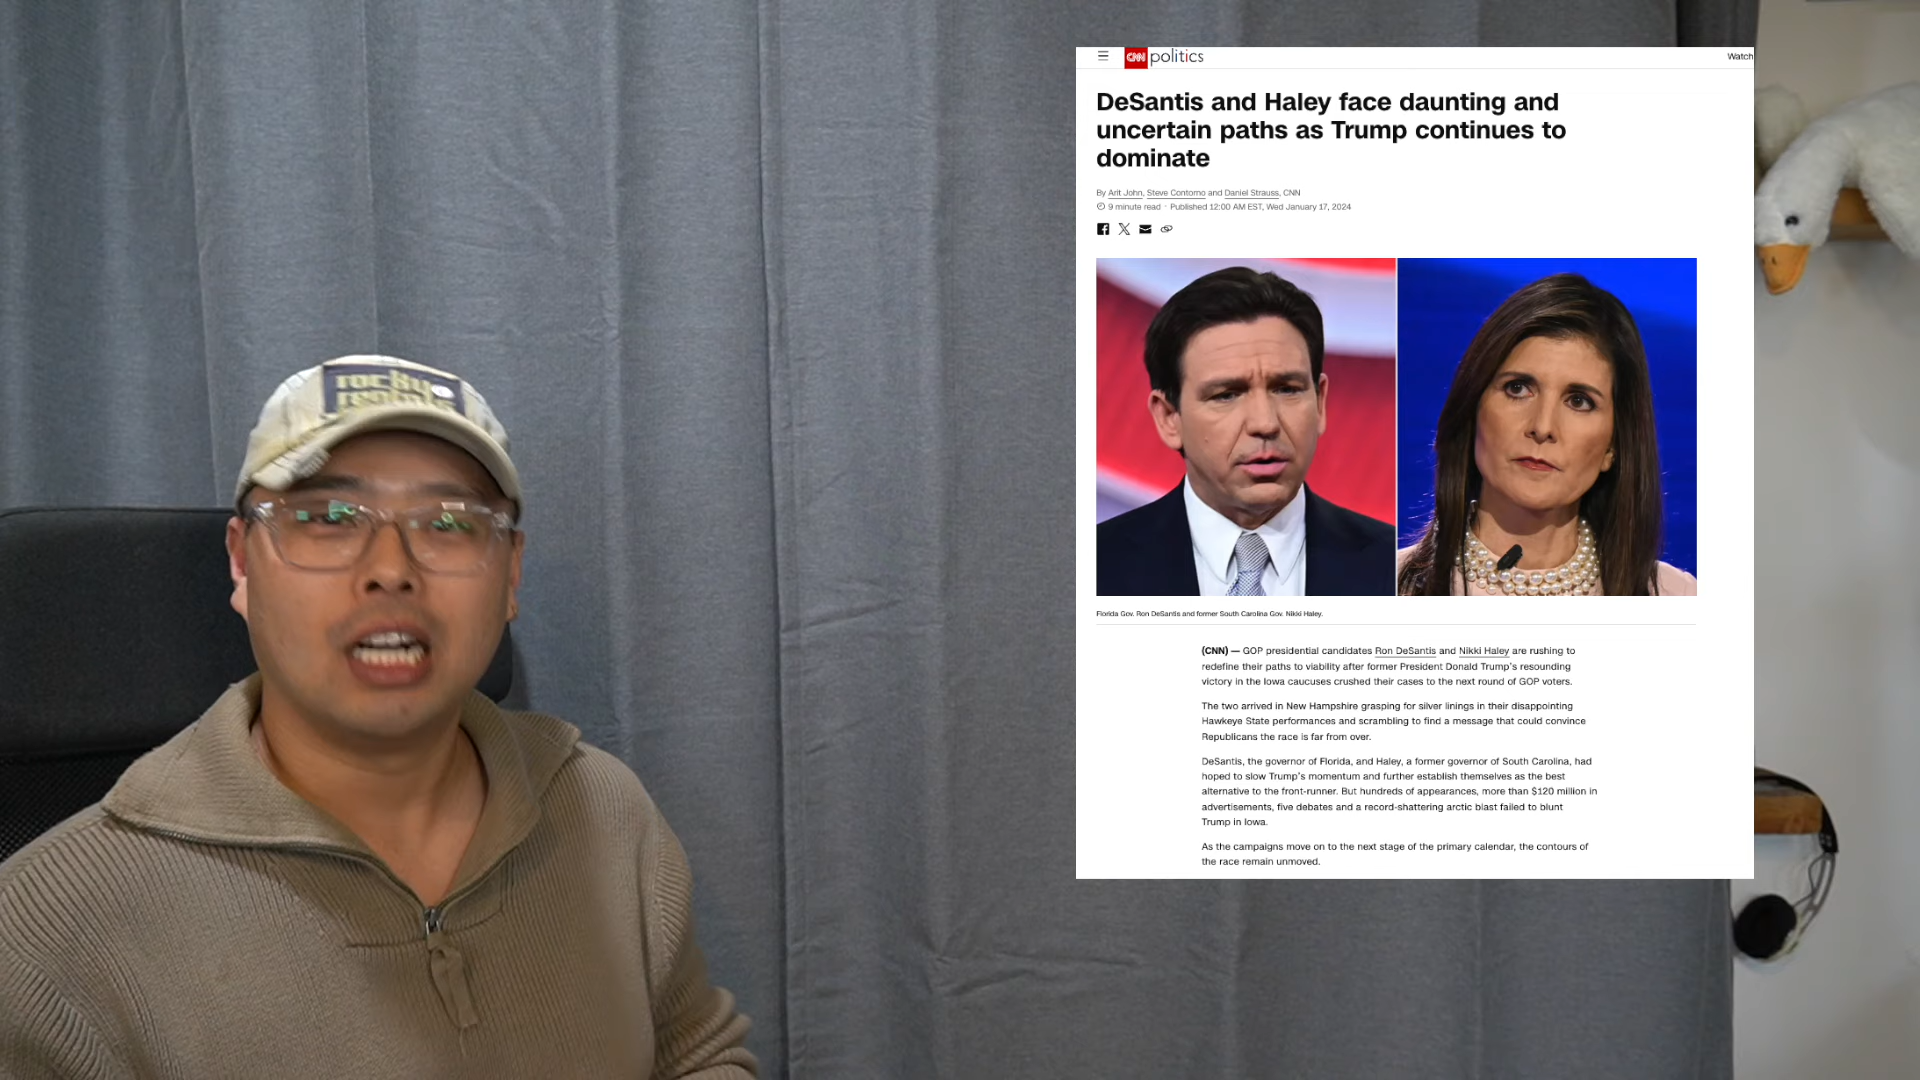 rocky
CNN politics
Watch
DeSantis and Haley face daunting and
uncertain paths as Trump continues to
dominate
By Arit John, Steve Contorno and Daniel Strauss, CNN
9 minute read · Published 12:00 AM EST, Wed January 17, 2024
Florida Gov. Ron DeSantis and former South Carolina Gov. Nikki Haley.
(CNN) — GOP presidential candidates Ron DeSantis and Nikki Haley are rushing to
redefine their paths to viability after former President Donald Trump's resounding
victory in the Iowa caucuses crushed their cases to the next round of GOP voters.
The two arrived in New Hampshire grasping for silver linings in their disappointing
Hawkeye State performances and scrambling to find a message that could convince
Republicans the race is far from over.
DeSantis, the governor of Florida, and Haley, a former governor of South Carolina, had
hoped to slow Trump's momentum and further establish themselves as the best
alternative to the front-runner. But hundreds of appearances, more than $120 million in
advertisements, five debates and a record-shattering arctic blast failed to blunt
Trump in Iowa.
As the campaigns move on to the next stage of the primary calendar, the contours of
the race remain unmoved.